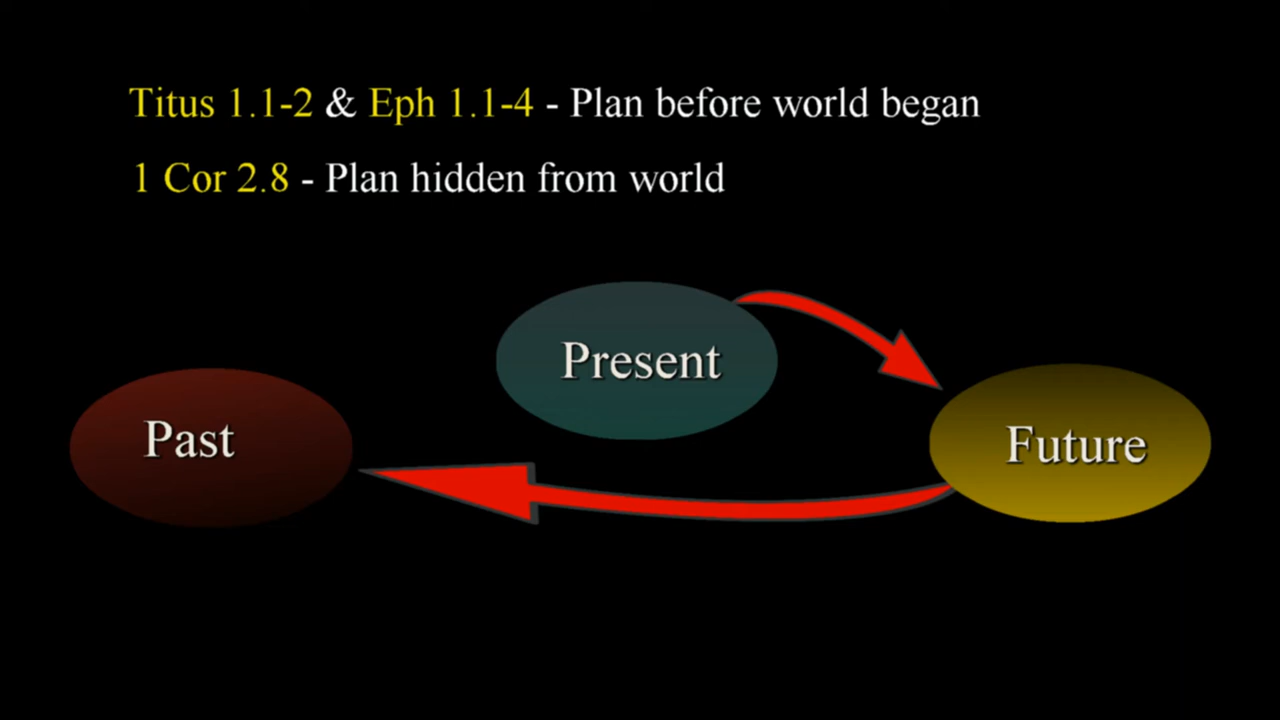 Titus 1.1-2 & Eph 1.1-4 - Plan before world began
1 Cor 2.8 - Plan hidden from world
Present
Past
Future